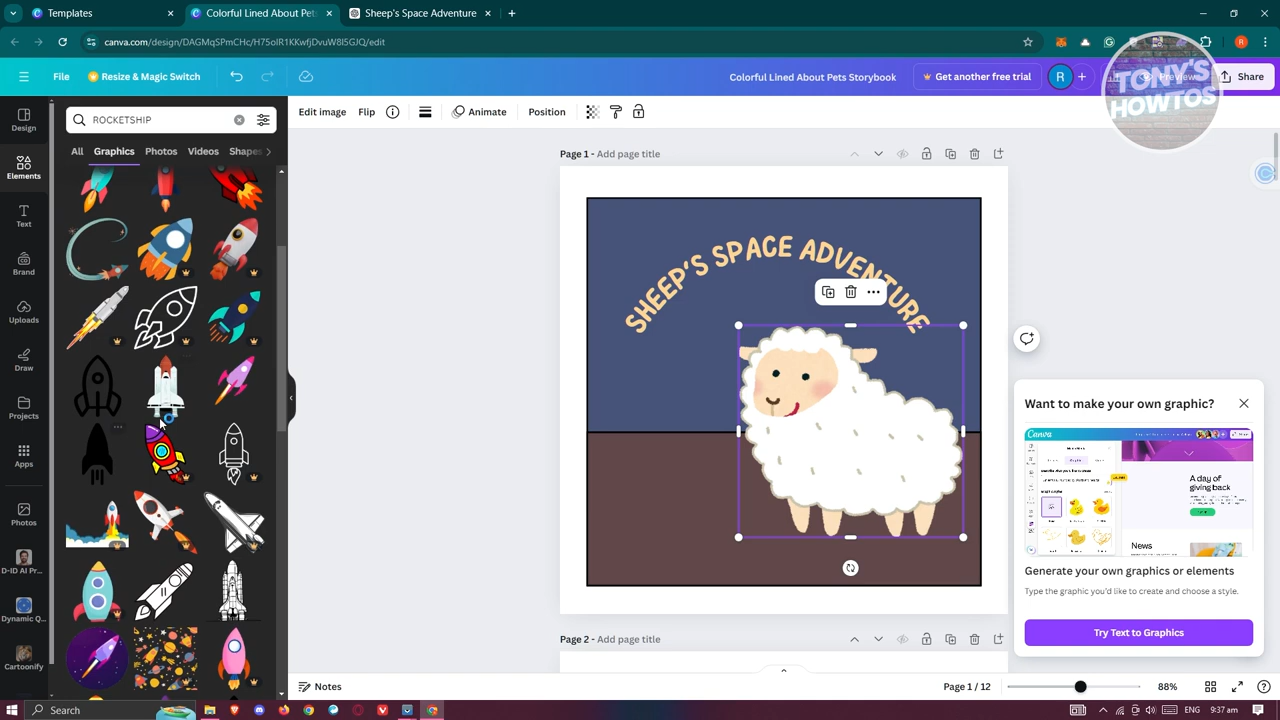 Templates
Colorful Lined About Pets
Sheep's Space Adventure
canva.com/design/DAGMqSPmCHc/H75olR1KKwfjDvuW8I5GJQ/edit
File
Resize & Magic Switch
Colorful Lined About Pets Storybook
Get another free trial
R
Preview
Share
TONY'S
HOWTOS
Design
Elements
Text
Brand
Uploads
Draw
Projects
Apps
Photos
D-ID AI Pr...
Dynamic Q...
Cartoonify
ROCKETSHIP
All
Graphics
Photos
Videos
Shapes
Edit image
Flip
Animate
Position
Page 1 - Add page title
SHEEP'S SPACE ADVENTURE
Want to make your own graphic?
Canva
A day of
giving back
News
Generate your own graphics or elements
Type the graphic you'd like to create and choose a style.
Try Text to Graphics
Page 2 - Add page title
Notes
Page 1 / 12
88%
Search
ENG
9:37 am